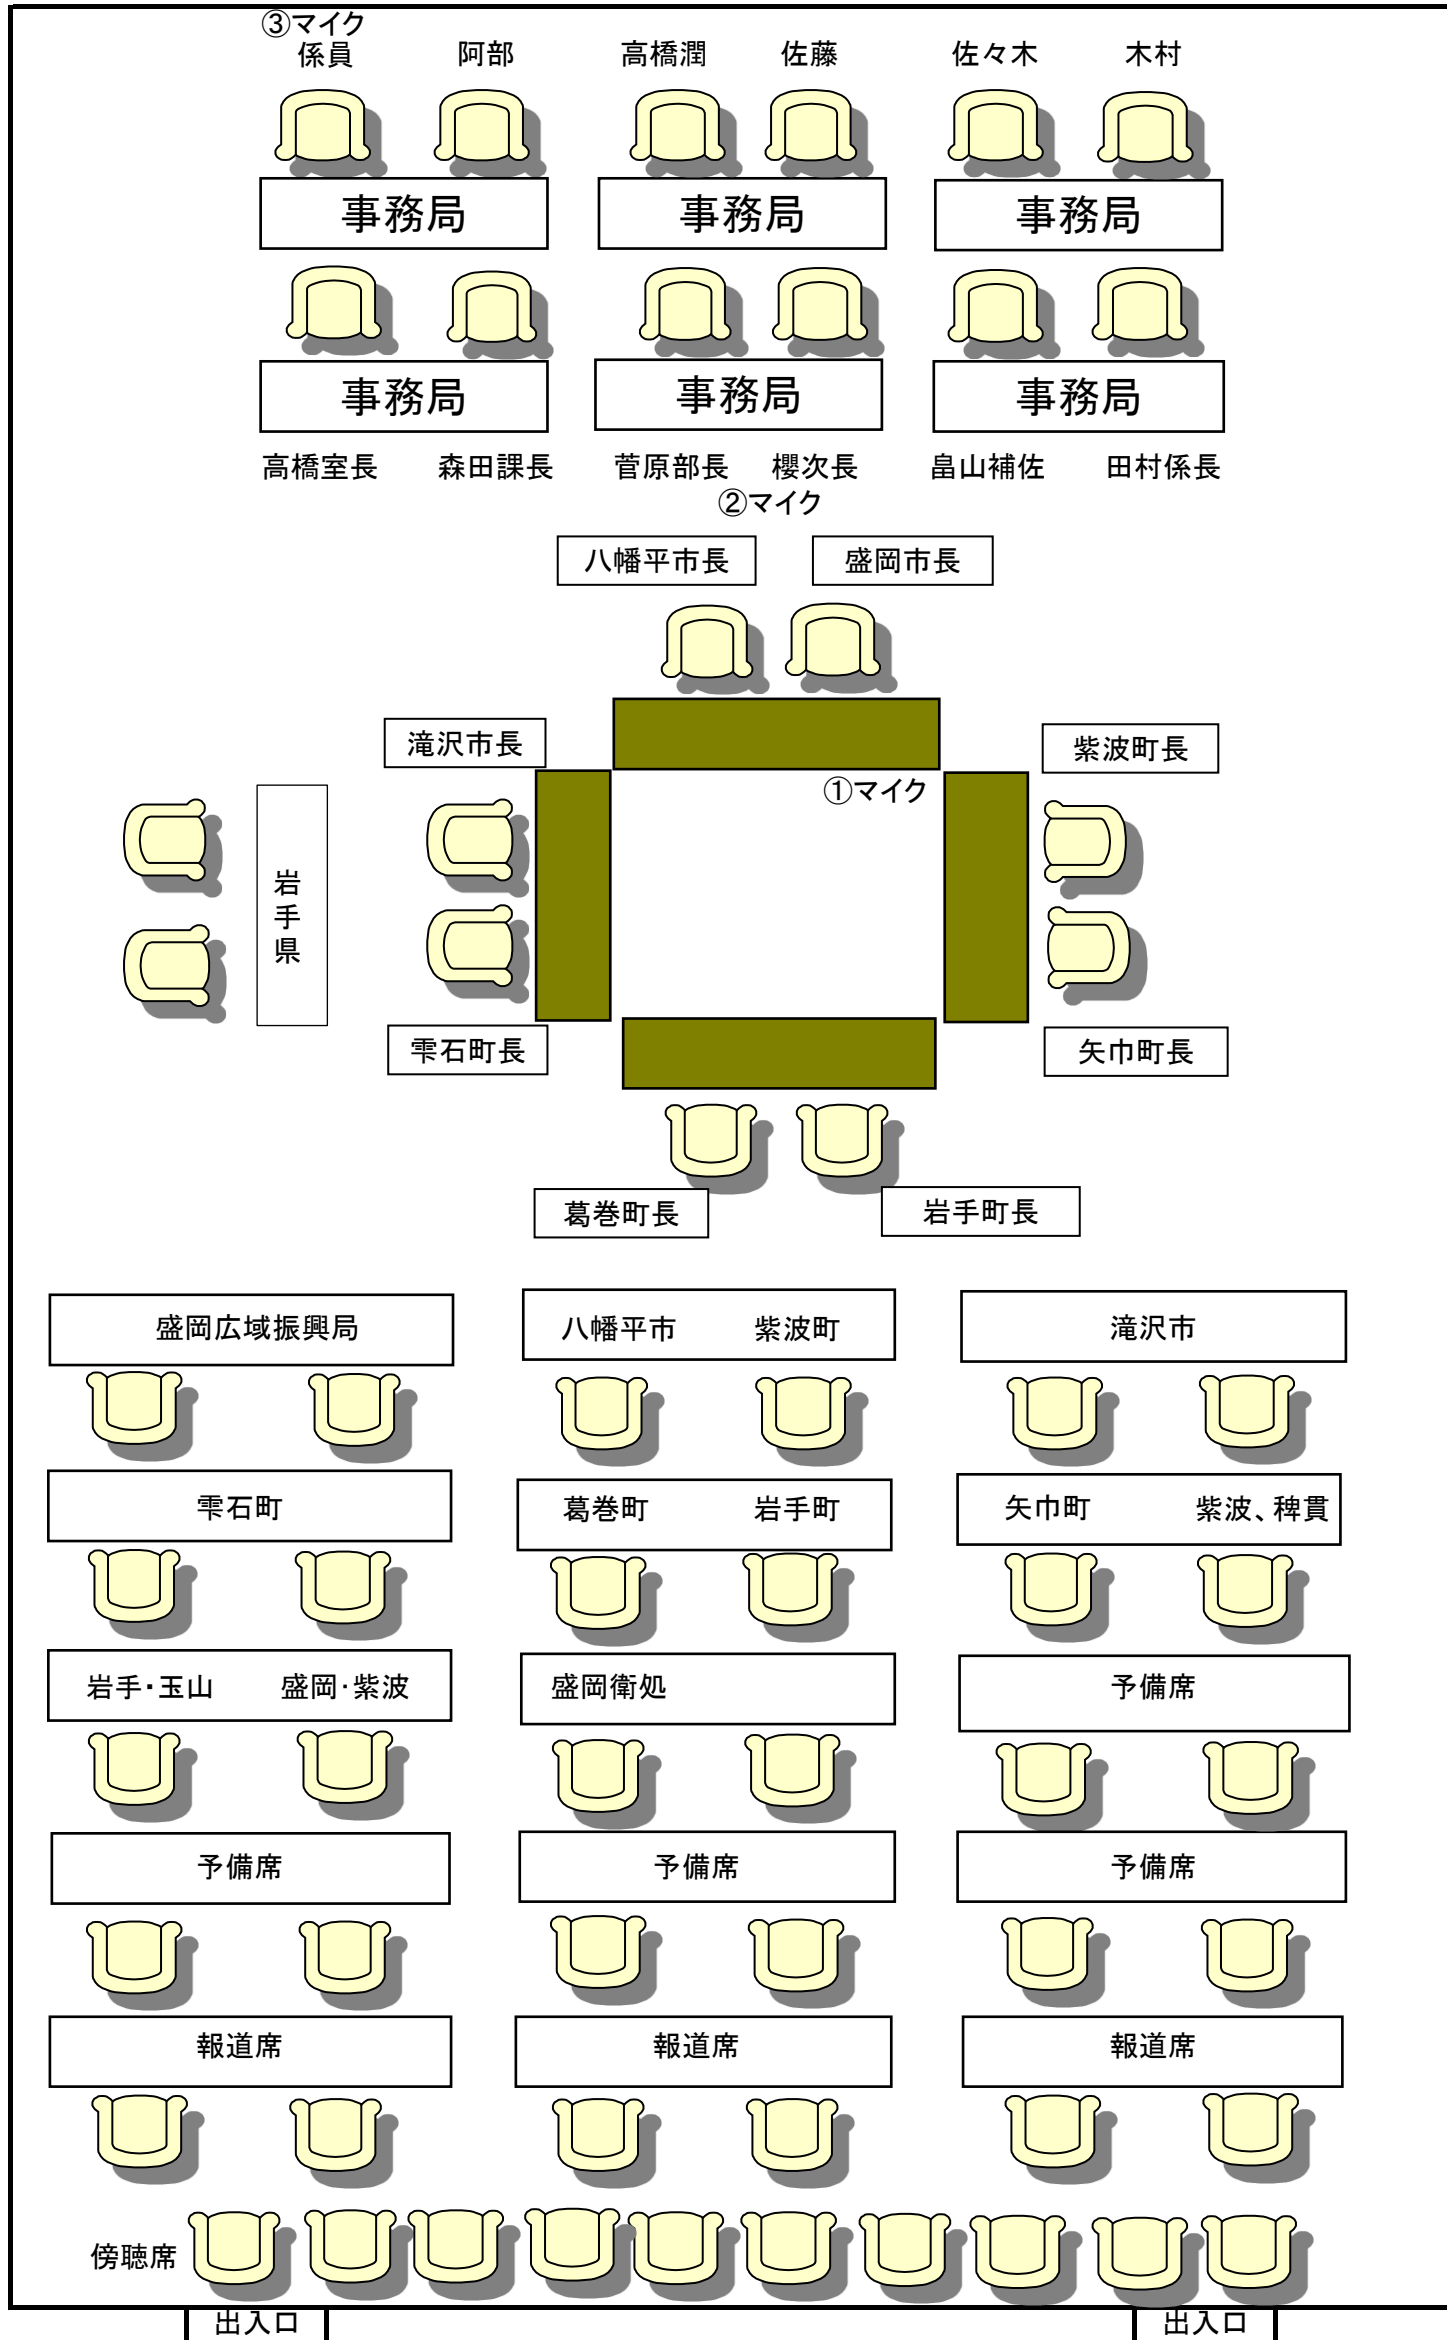 ③マイク
係員 阿部 高橋潤 佐藤 佐々木 木村
事務局 事務局 事務局
事務局 事務局 事務局
高橋室長 森田課長 菅原部長 櫻次長 畠山補佐 田村係長
②マイク
八幡平市長 盛岡市長
滝沢市長 紫波町長
①マイク
岩手県
雫石町長 矢巾町長
葛巻町長 岩手町長
盛岡広域振興局 八幡平市 紫波町 滝沢市
雫石町 葛巻町 岩手町 矢巾町 紫波、稗貫
岩手・玉山 盛岡・紫波 盛岡衛処 予備席
予備席 予備席 予備席
報道席 報道席 報道席
傍聴席
出入口 出入口